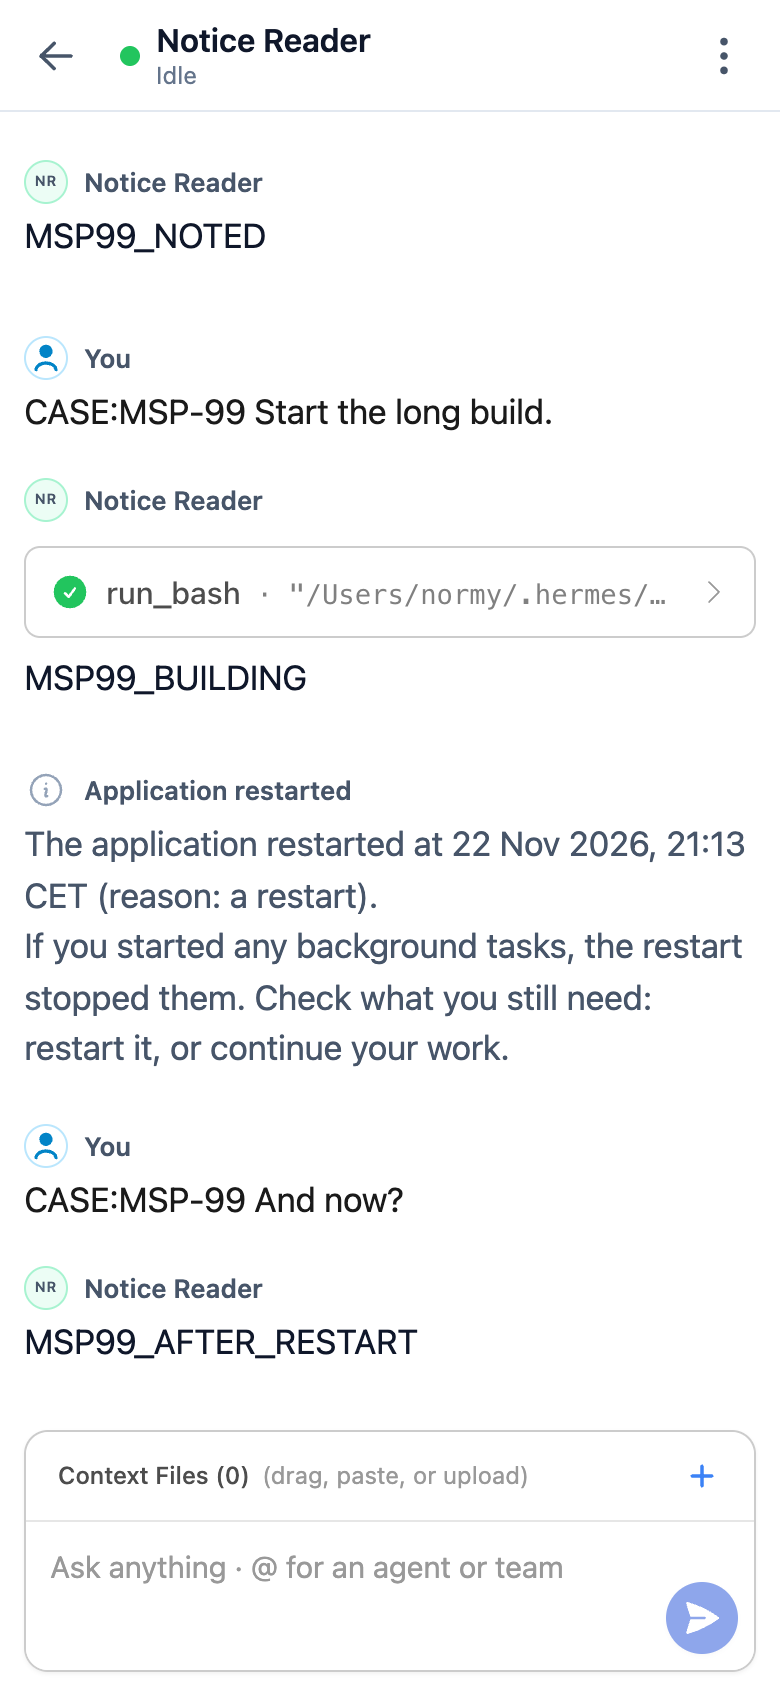 Notice Reader
Idle
NR Notice Reader
MSP99_NOTED
You
CASE:MSP-99 Start the long build.
NR Notice Reader
run_bash · "/Users/normy/.hermes/…
MSP99_BUILDING
Application restarted
The application restarted at 22 Nov 2026, 21:13
CET (reason: a restart).
If you started any background tasks, the restart
stopped them. Check what you still need:
restart it, or continue your work.
You
CASE:MSP-99 And now?
NR Notice Reader
MSP99_AFTER_RESTART
Context Files (0) (drag, paste, or upload)
Ask anything · @ for an agent or team